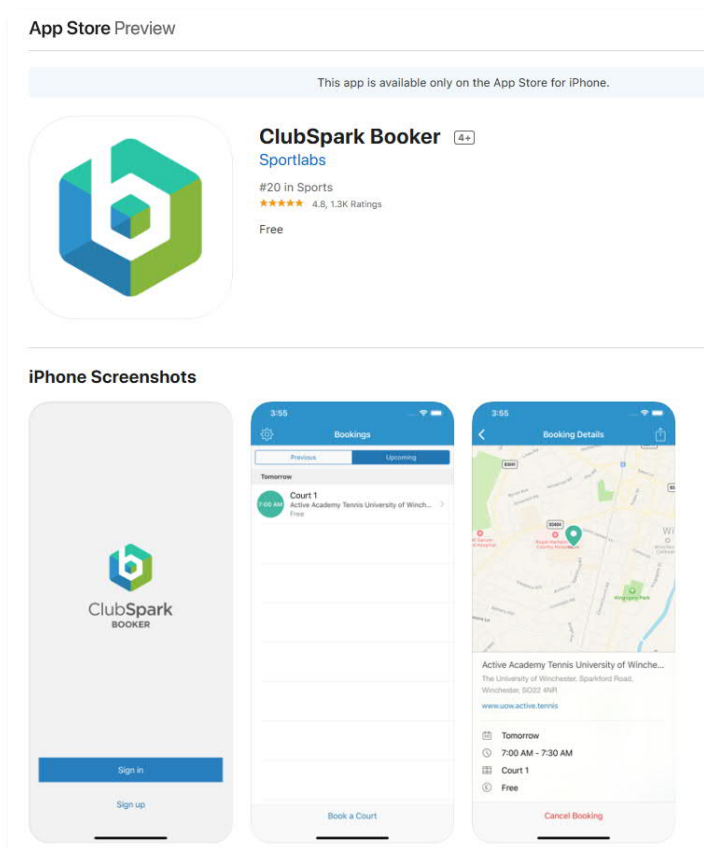 App Store Preview
This app is available only on the App Store for iPhone.
ClubSpark Booker 4+
Sportlabs
#20 in Sports
★★★★★ 4.8, 1.3K Ratings
Free
iPhone Screenshots
ClubSpark
BOOKER
Sign in
Sign up
3:55
Bookings
Previous Upcoming
Tomorrow
7:00 AM
Court 1
Active Academy Tennis University of Winch...
Free
Book a Court
3:55
Booking Details
Active Academy Tennis University of Winche...
The University of Winchester, Sparkford Road,
Winchester, SO22 4NR
www.uow.active.tennis
Tomorrow
7:00 AM - 7:30 AM
Court 1
Free
Cancel Booking